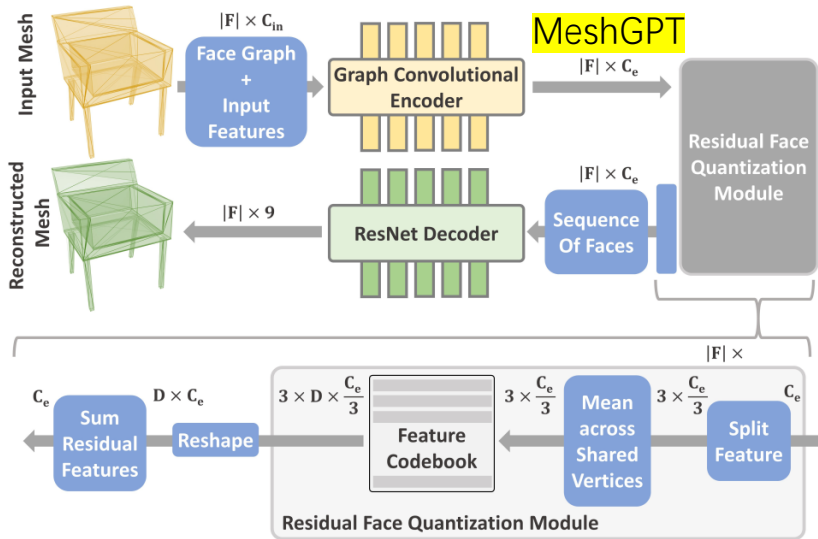 Input Mesh
|F| × C_in
Face Graph
+
Input
Features
Graph Convolutional
Encoder
MeshGPT
|F| × C_e
Residual Face
Quantization
Module
Reconstructed
Mesh
|F| × 9
ResNet Decoder
|F| × C_e
Sequence
Of Faces
|F| ×
C_e
Sum
Residual
Features
D × C_e
Reshape
3 × D × C_e/3
Feature
Codebook
3 × C_e/3
Mean
across
Shared
Vertices
3 × C_e/3
Split
Feature
C_e
Residual Face Quantization Module